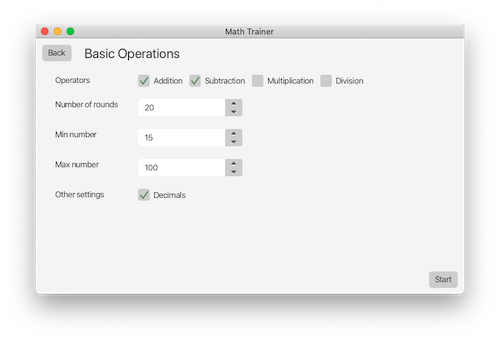 Math Trainer
Back Basic Operations
Operators Addition Subtraction Multiplication Division
Number of rounds 20
Min number 15
Max number 100
Other settings Decimals
Start